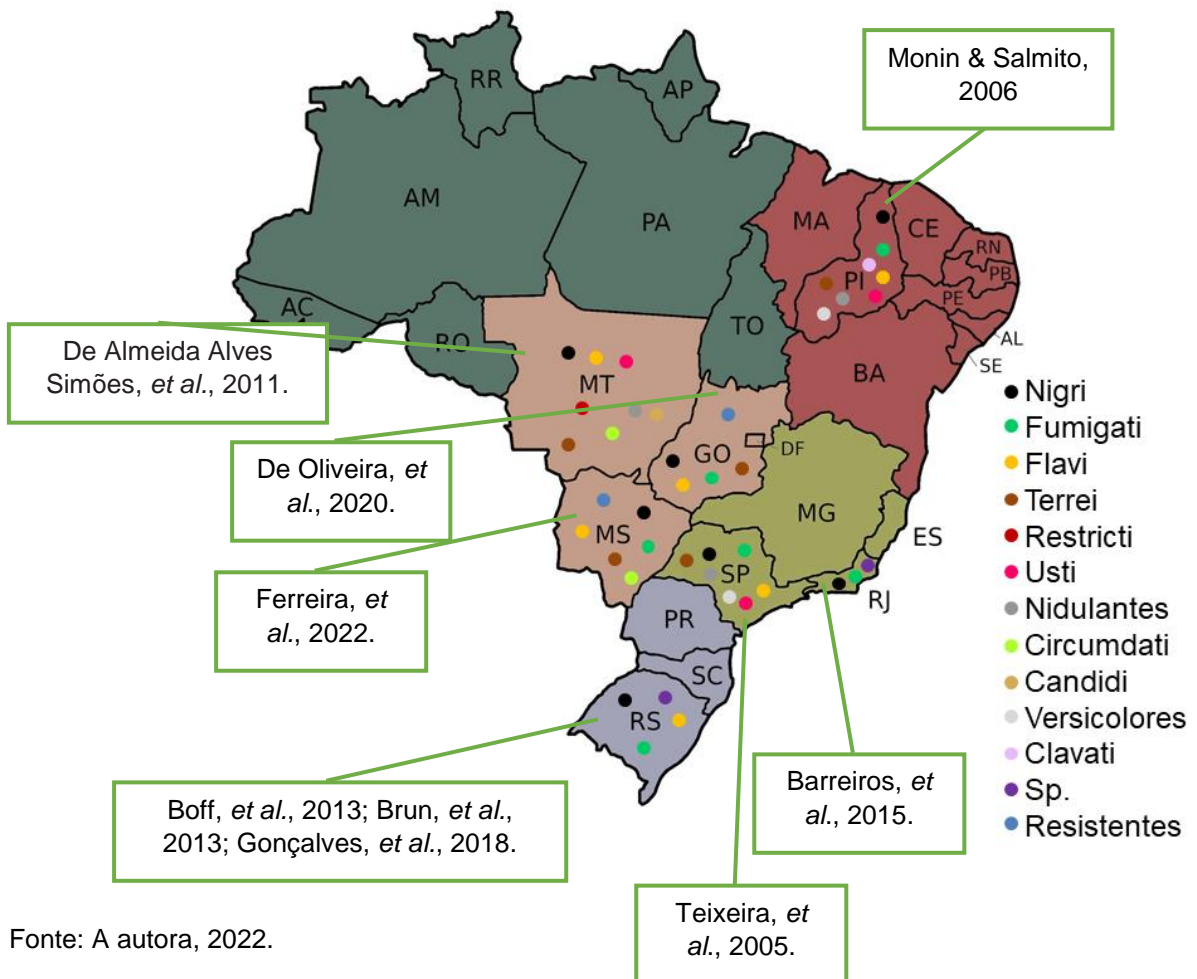 Monin & Salmito,
2006
RR
AP
AM
PA
MA
CE
RN
PB
PI
PE
AL
SE
AC
RO
TO
BA
De Almeida Alves
Simões, et al., 2011.
MT
De Oliveira, et
al., 2020.
GO
DF
MG
ES
MS
SP
RJ
Ferreira, et
al., 2022.
PR
SC
RS
Nigri
Fumigati
Flavi
Terrei
Restricti
Usti
Nidulantes
Circumdati
Candidi
Versicolores
Clavati
Sp.
Resistentes
Boff, et al., 2013; Brun, et al.,
2013; Gonçalves, et al., 2018.
Barreiros, et
al., 2015.
Teixeira, et
al., 2005.
Fonte: A autora, 2022.